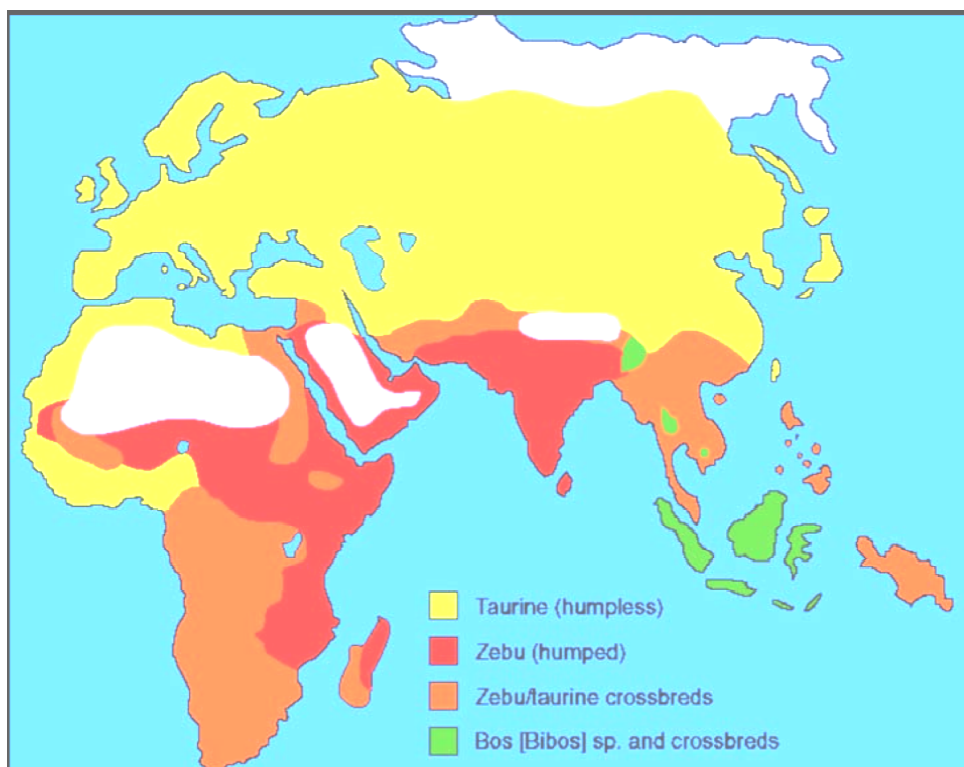 Taurine (humpless)
Zebu (humped)
Zebu/taurine crossbreds
Bos [Bibos] sp. and crossbreds